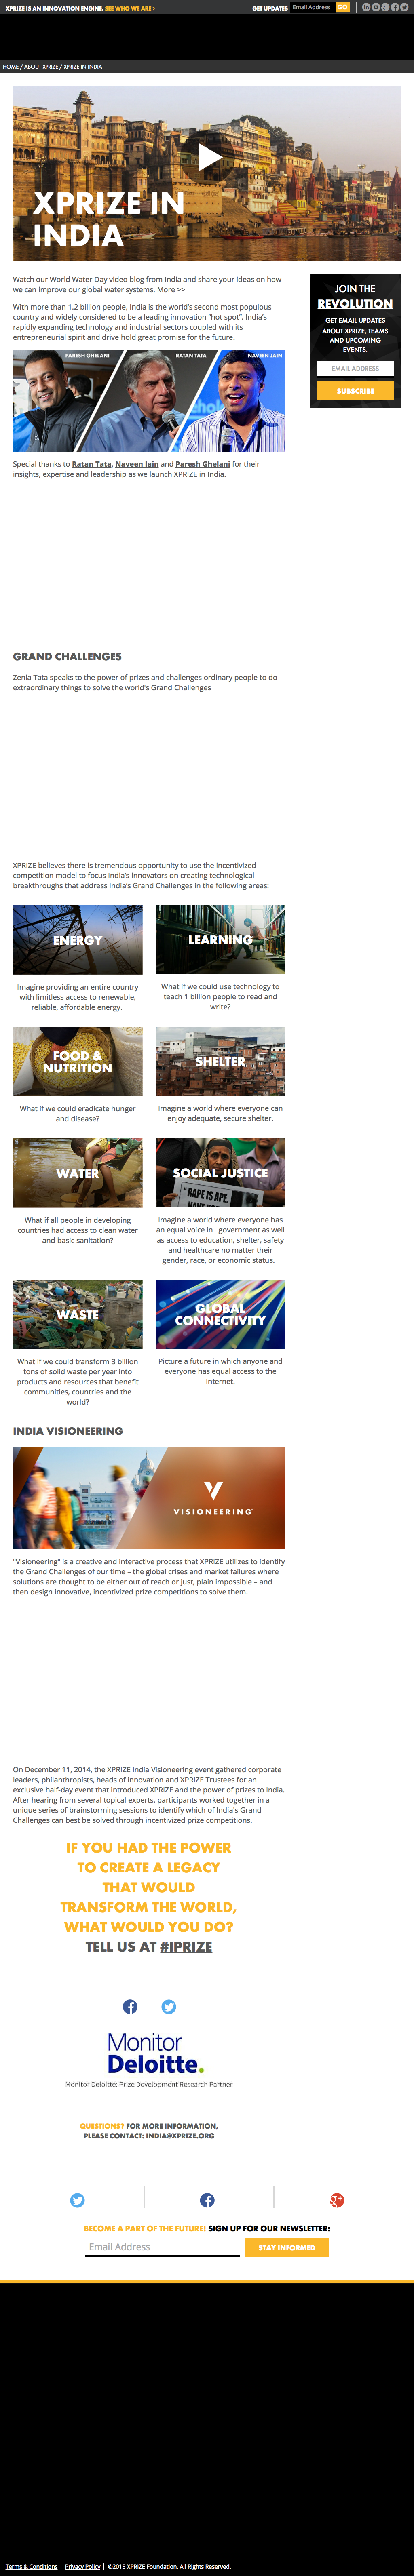 XPRIZE IS AN INNOVATION ENGINE. SEE WHO WE ARE >
GET UPDATES Email Address GO
HOME / ABOUT XPRIZE / XPRIZE IN INDIA
XPRIZE IN
INDIA
Watch our World Water Day video blog from India and share your ideas on how
we can improve our global water systems. More >>
With more than 1.2 billion people, India is the world's second most populous
country and widely considered to be a leading innovation "hot spot". India's
rapidly expanding technology and industrial sectors coupled with its
entrepreneurial spirit and drive hold great promise for the future.
JOIN THE
REVOLUTION
GET EMAIL UPDATES
ABOUT XPRIZE, TEAMS
AND UPCOMING
EVENTS.
EMAIL ADDRESS
SUBSCRIBE
PARESH GHELANI RATAN TATA NAVEEN JAIN
Special thanks to Ratan Tata, Naveen Jain and Paresh Ghelani for their
insights, expertise and leadership as we launch XPRIZE in India.
GRAND CHALLENGES
Zenia Tata speaks to the power of prizes and challenges ordinary people to do
extraordinary things to solve the world's Grand Challenges
XPRIZE believes there is tremendous opportunity to use the incentivized
competition model to focus India's innovators on creating technological
breakthroughs that address India's Grand Challenges in the following areas:
ENERGY
Imagine providing an entire country
with limitless access to renewable,
reliable, affordable energy.
LEARNING
What if we could use technology to
teach 1 billion people to read and
write?
FOOD &
NUTRITION
What if we could eradicate hunger
and disease?
SHELTER
Imagine a world where everyone can
enjoy adequate, secure shelter.
WATER
What if all people in developing
countries had access to clean water
and basic sanitation?
SOCIAL JUSTICE
"RAPE IS APE.
Imagine a world where everyone has
an equal voice in government as well
as access to education, shelter, safety
and healthcare no matter their
gender, race, or economic status.
WASTE
What if we could transform 3 billion
tons of solid waste per year into
products and resources that benefit
communities, countries and the
world?
GLOBAL
CONNECTIVITY
Picture a future in which anyone and
everyone has equal access to the
internet.
INDIA VISIONEERING
VISIONEERING
"Visioneering" is a creative and interactive process that XPRIZE utilizes to identify
the Grand Challenges of our time – the global crises and market failures where
solutions are thought to be either out of reach or just, plain impossible – and
then design innovative, incentivized prize competitions to solve them.
On December 11, 2014, the XPRIZE India Visioneering event gathered corporate
leaders, philanthropists, heads of innovation and XPRIZE Trustees for an
exclusive half-day event that introduced XPRIZE and the power of prizes to India.
After hearing from several topical experts, participants worked together in a
unique series of brainstorming sessions to identify which of India's Grand
Challenges can best be solved through incentivized prize competitions.
IF YOU HAD THE POWER
TO CREATE A LEGACY
THAT WOULD
TRANSFORM THE WORLD,
WHAT WOULD YOU DO?
TELL US AT #IPRIZE
Monitor
Deloitte.
Monitor Deloitte: Prize Development Research Partner
QUESTIONS? FOR MORE INFORMATION,
PLEASE CONTACT: INDIA@XPRIZE.ORG
BECOME A PART OF THE FUTURE! SIGN UP FOR OUR NEWSLETTER:
Email Address STAY INFORMED
Terms & Conditions | Privacy Policy | ©2015 XPRIZE Foundation. All Rights Reserved.